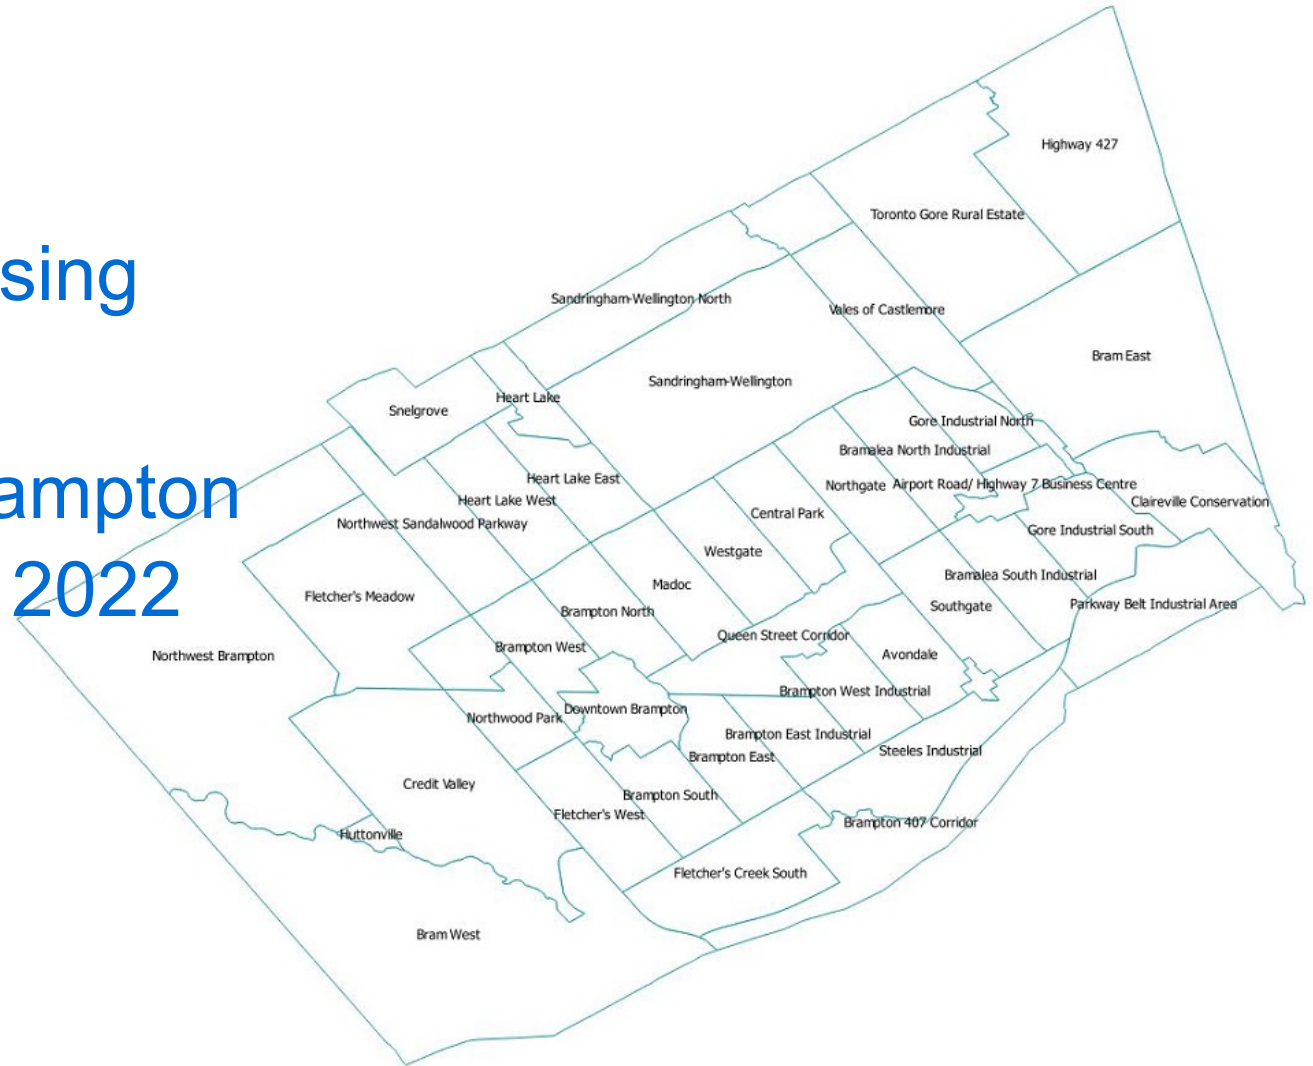 sing
ampton
2022
Highway 427
Toronto Gore Rural Estate
Sandringham-Wellington North
Vales of Castlemore
Bram East
Sandringham-Wellington
Heart Lake
Snelgrove
Gore Industrial North
Bramalea North Industrial
Heart Lake East
Northgate
Airport Road/ Highway 7 Business Centre
Heart Lake West
Claireville Conservation
Central Park
Northwest Sandalwood Parkway
Gore Industrial South
Westgate
Bramalea South Industrial
Madoc
Fletcher's Meadow
Southgate
Parkway Belt Industrial Area
Brampton North
Queen Street Corridor
Brampton West
Avondale
Northwest Brampton
Brampton West Industrial
Downtown Brampton
Northwood Park
Brampton East Industrial
Steeles Industrial
Brampton East
Credit Valley
Brampton South
Fletcher's West
Brampton 407 Corridor
Huttonville
Fletcher's Creek South
Bram West